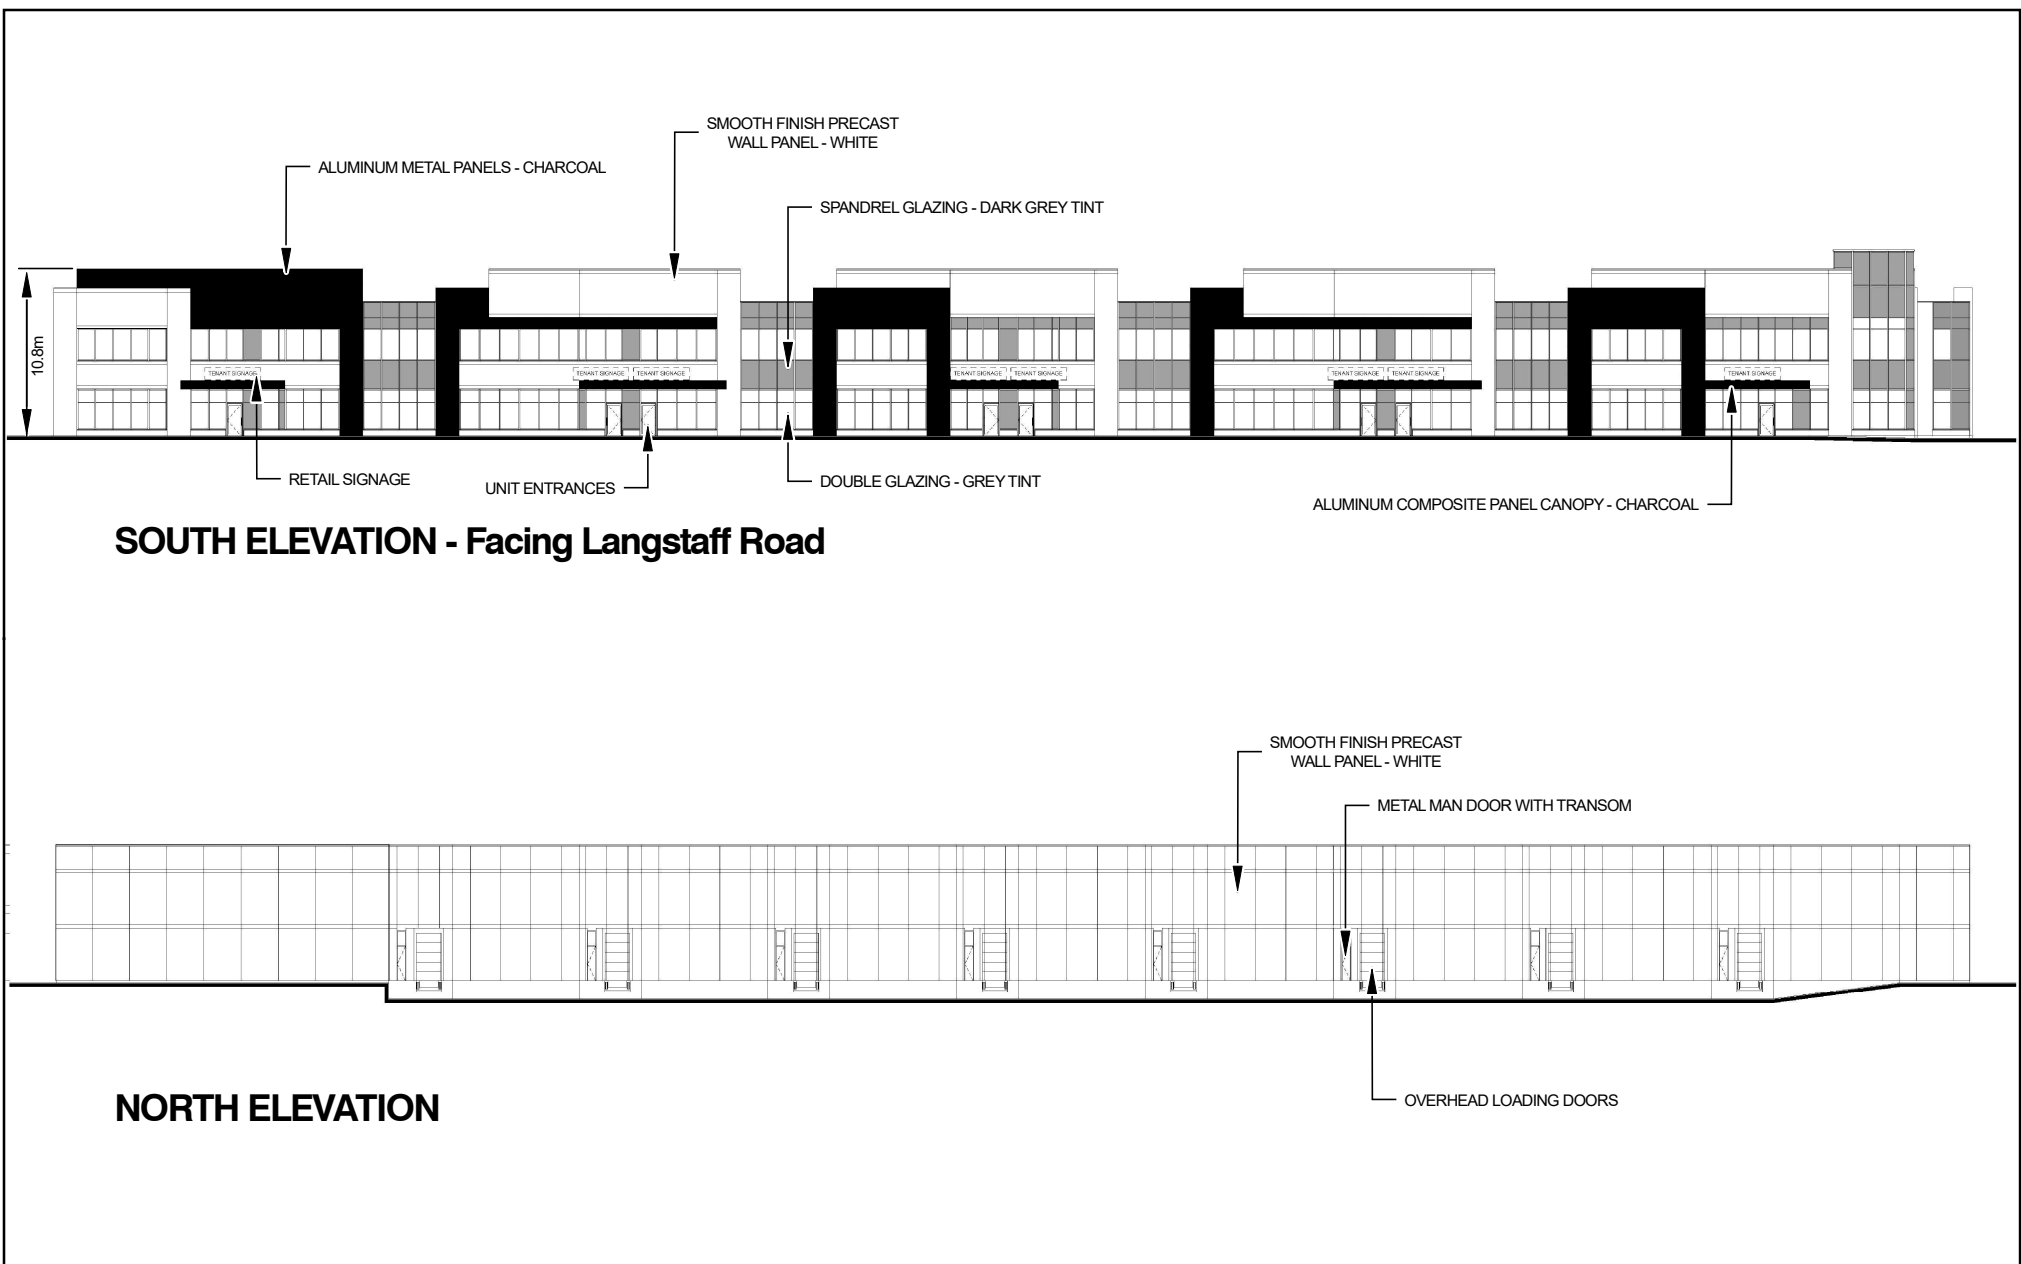 SMOOTH FINISH PRECAST
WALL PANEL - WHITE
ALUMINUM METAL PANELS - CHARCOAL
SPANDREL GLAZING - DARK GREY TINT
10.8m
TENANT SIGNAGE
TENANT SIGNAGE
TENANT SIGNAGE
TENANT SIGNAGE
TENANT SIGNAGE
TENANT SIGNAGE
TENANT SIGNAGE
TENANT SIGNAGE
RETAIL SIGNAGE
UNIT ENTRANCES
DOUBLE GLAZING - GREY TINT
ALUMINUM COMPOSITE PANEL CANOPY - CHARCOAL
SOUTH ELEVATION - Facing Langstaff Road
SMOOTH FINISH PRECAST
WALL PANEL - WHITE
METAL MAN DOOR WITH TRANSOM
OVERHEAD LOADING DOORS
NORTH ELEVATION